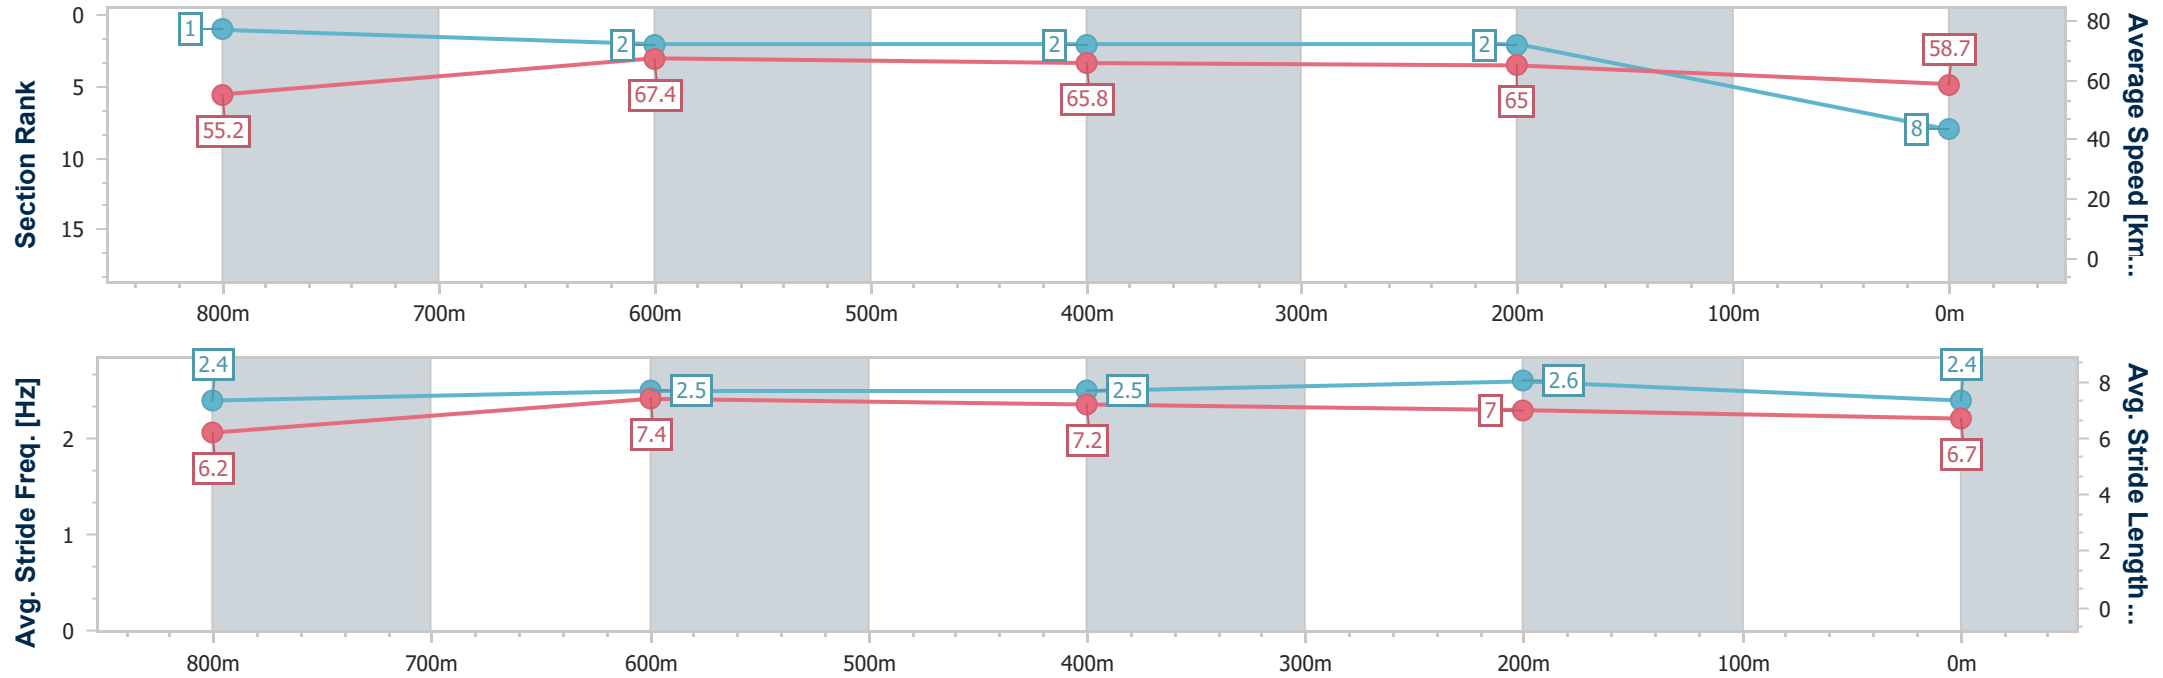 Section Rank
0
5
10
15
1
2
2
2
8
55.2
67.4
65.8
65
58.7
80
60
40
20
0
Average Speed [km...
800m
700m
600m
500m
400m
300m
200m
100m
0m
Avg. Stride Freq. [Hz]
2
1
0
2.4
2.5
2.5
2.6
2.4
6.2
7.4
7.2
7
6.7
8
6
4
2
0
Avg. Stride Length ...
800m
700m
600m
500m
400m
300m
200m
100m
0m